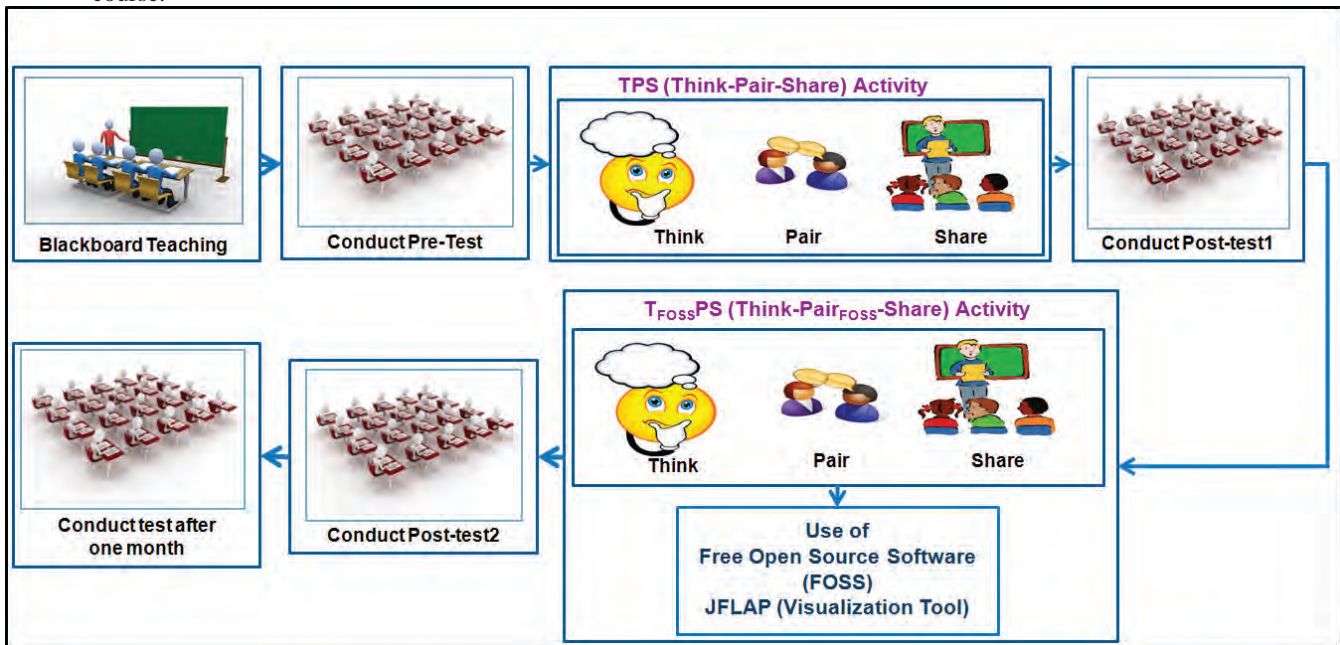 course.
TPS (Think-Pair-Share) Activity
Think
Pair
Share
Blackboard Teaching
Conduct Pre-Test
Conduct Post-test1
TFOSSPS (Think-PairFOSS-Share) Activity
Think
Pair
Share
Conduct test after
one month
Conduct Post-test2
Use of
Free Open Source Software
(FOSS)
JFLAP (Visualization Tool)